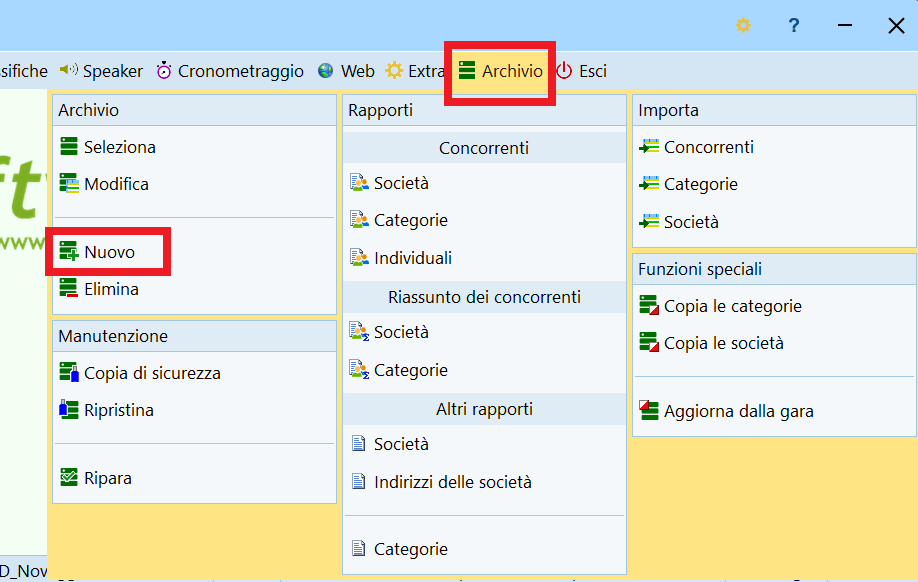 ?
sifiche Speaker Cronometraggio Web Extra Archivio Esci
Archivio
Seleziona
Modifica
Nuovo
Elimina
Manutenzione
Copia di sicurezza
Ripristina
Ripara
Rapporti
Concorrenti
Società
Categorie
Individuali
Riassunto dei concorrenti
Società
Categorie
Altri rapporti
Società
Indirizzi delle società
Categorie
Importa
Concorrenti
Categorie
Società
Funzioni speciali
Copia le categorie
Copia le società
Aggiorna dalla gara
www
D_Nov